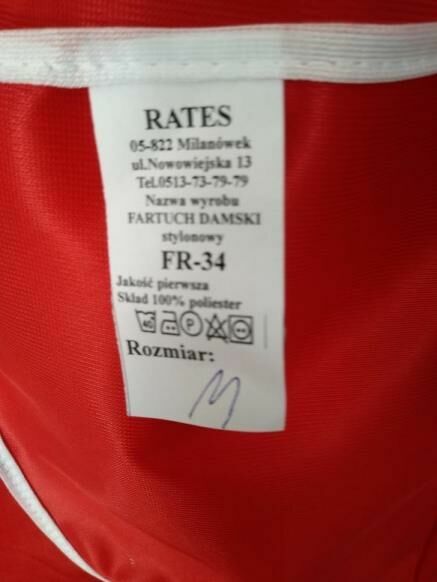 RATES
05-822 Milanówek
ul.Nowowiejska 13
Tel.0513-73-79-79
Nazwa wyrobu
FARTUCH DAMSKI
stylonowy
FR-34
Jakość pierwsza
Skład 100% poliester
40 P
Rozmiar:
M